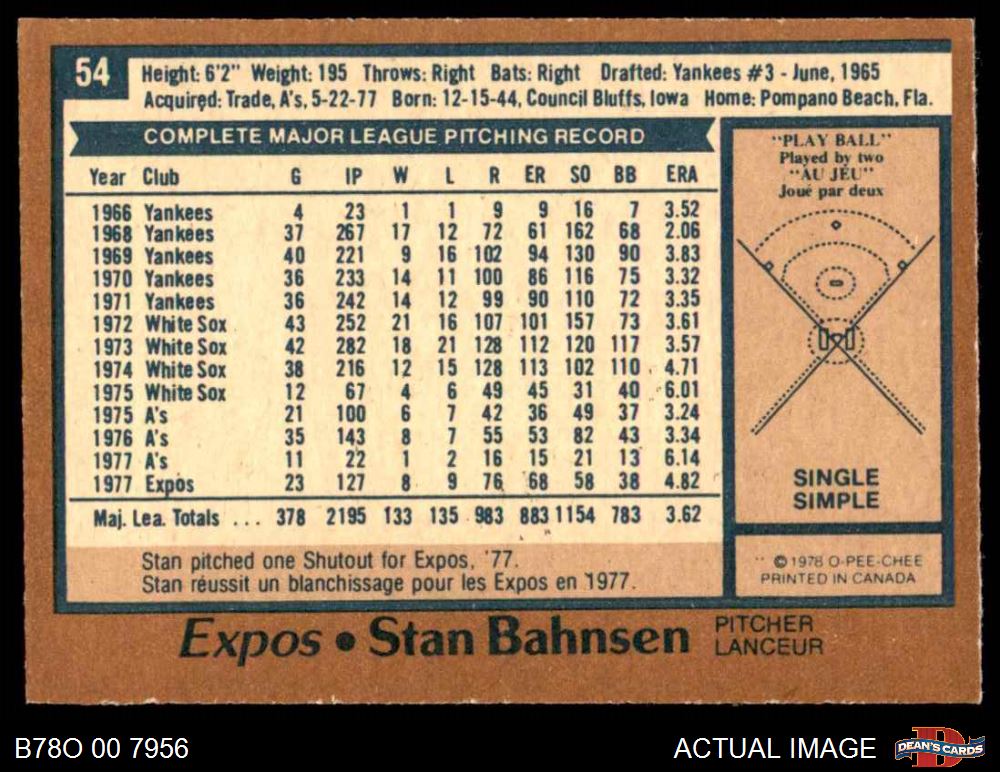 54
Height: 6'2" Weight: 195 Throws: Right Bats: Right Drafted: Yankees #3 - June, 1965
Acquired: Trade, A's, 5-22-77 Born: 12-15-44, Council Bluffs, Iowa Home: Pompano Beach, Fla.
COMPLETE MAJOR LEAGUE PITCHING RECORD
Year Club G IP W L R ER SO BB ERA
1966 Yankees 4 23 1 1 9 9 16 7 3.52
1968 Yankees 37 267 17 12 72 61 162 68 2.06
1969 Yankees 40 221 9 16 102 94 130 90 3.83
1970 Yankees 36 233 14 11 100 86 116 75 3.32
1971 Yankees 36 242 14 12 99 90 110 72 3.35
1972 White Sox 43 252 21 16 107 101 157 73 3.61
1973 White Sox 42 282 18 21 128 112 120 117 3.57
1974 White Sox 38 216 12 15 128 113 102 110 4.71
1975 White Sox 12 67 4 6 49 45 31 40 6.01
1975 A's 21 100 6 7 42 36 49 37 3.24
1976 A's 35 143 8 7 55 53 82 43 3.34
1977 A's 11 22 1 2 16 15 21 13 6.14
1977 Expos 23 127 8 9 76 68 58 38 4.82
Maj. Lea. Totals ... 378 2195 133 135 983 883 1154 783 3.62
Stan pitched one Shutout for Expos, '77.
Stan réussit un blanchissage pour les Expos en 1977.
"PLAY BALL"
Played by two
"AU JEU"
Joué par deux
SINGLE
SIMPLE
© 1978 O-PEE-CHEE
PRINTED IN CANADA
Expos • Stan Bahnsen
PITCHER
LANCEUR
B78O 00 7956
ACTUAL IMAGE
DEAN'S CARDS